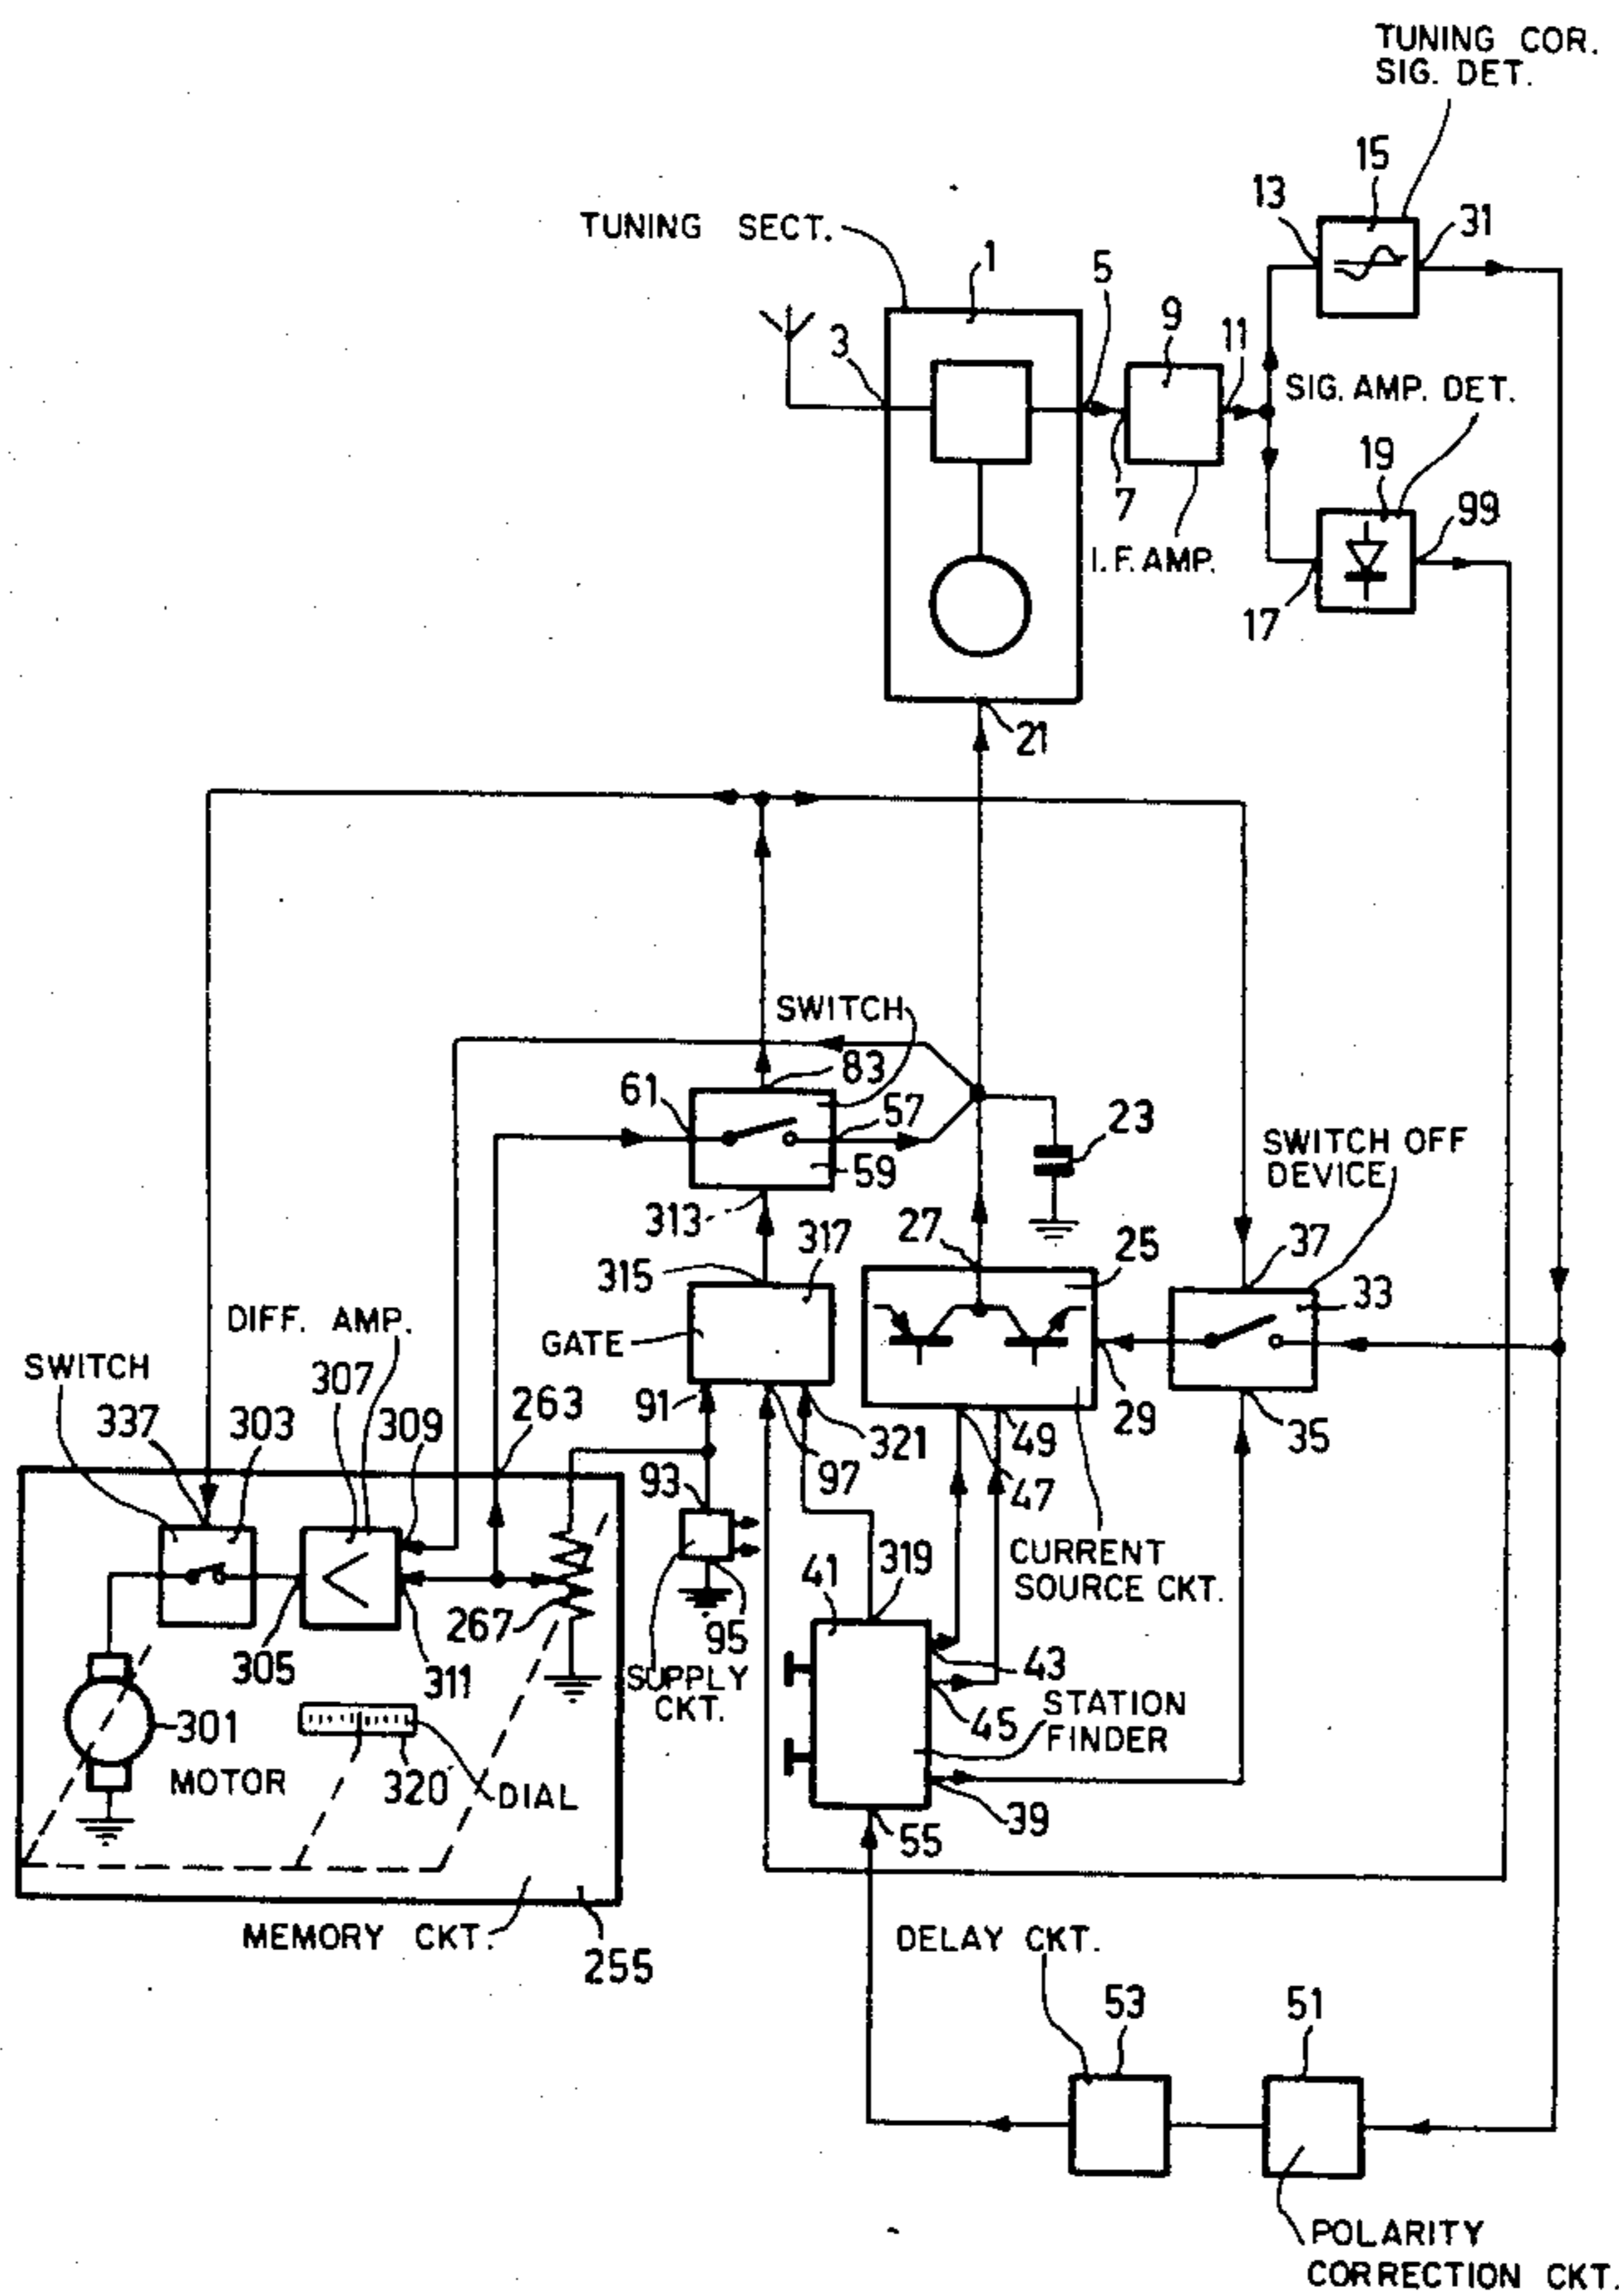 TUNING COR.
SIG. DET.
15
13
31
TUNING SECT.
1
5
9
3
11
SIG. AMP. DET.
19
7
99
I.F. AMP.
17
21
SWITCH
83
61
57
23
59
SWITCH OFF
DEVICE
313
27
317
25
37
315
33
DIFF. AMP.
GATE
SWITCH
307
263
91
29
337
303
309
321
49
35
93
97
47
319
CURRENT
SOURCE CKT.
41
267
95
305
311
43
SUPPLY
CKT.
STATION
FINDER
45
301
MOTOR
320
DIAL
39
55
MEMORY CKT.
DELAY CKT.
255
53
51
POLARITY
CORRECTION CKT.